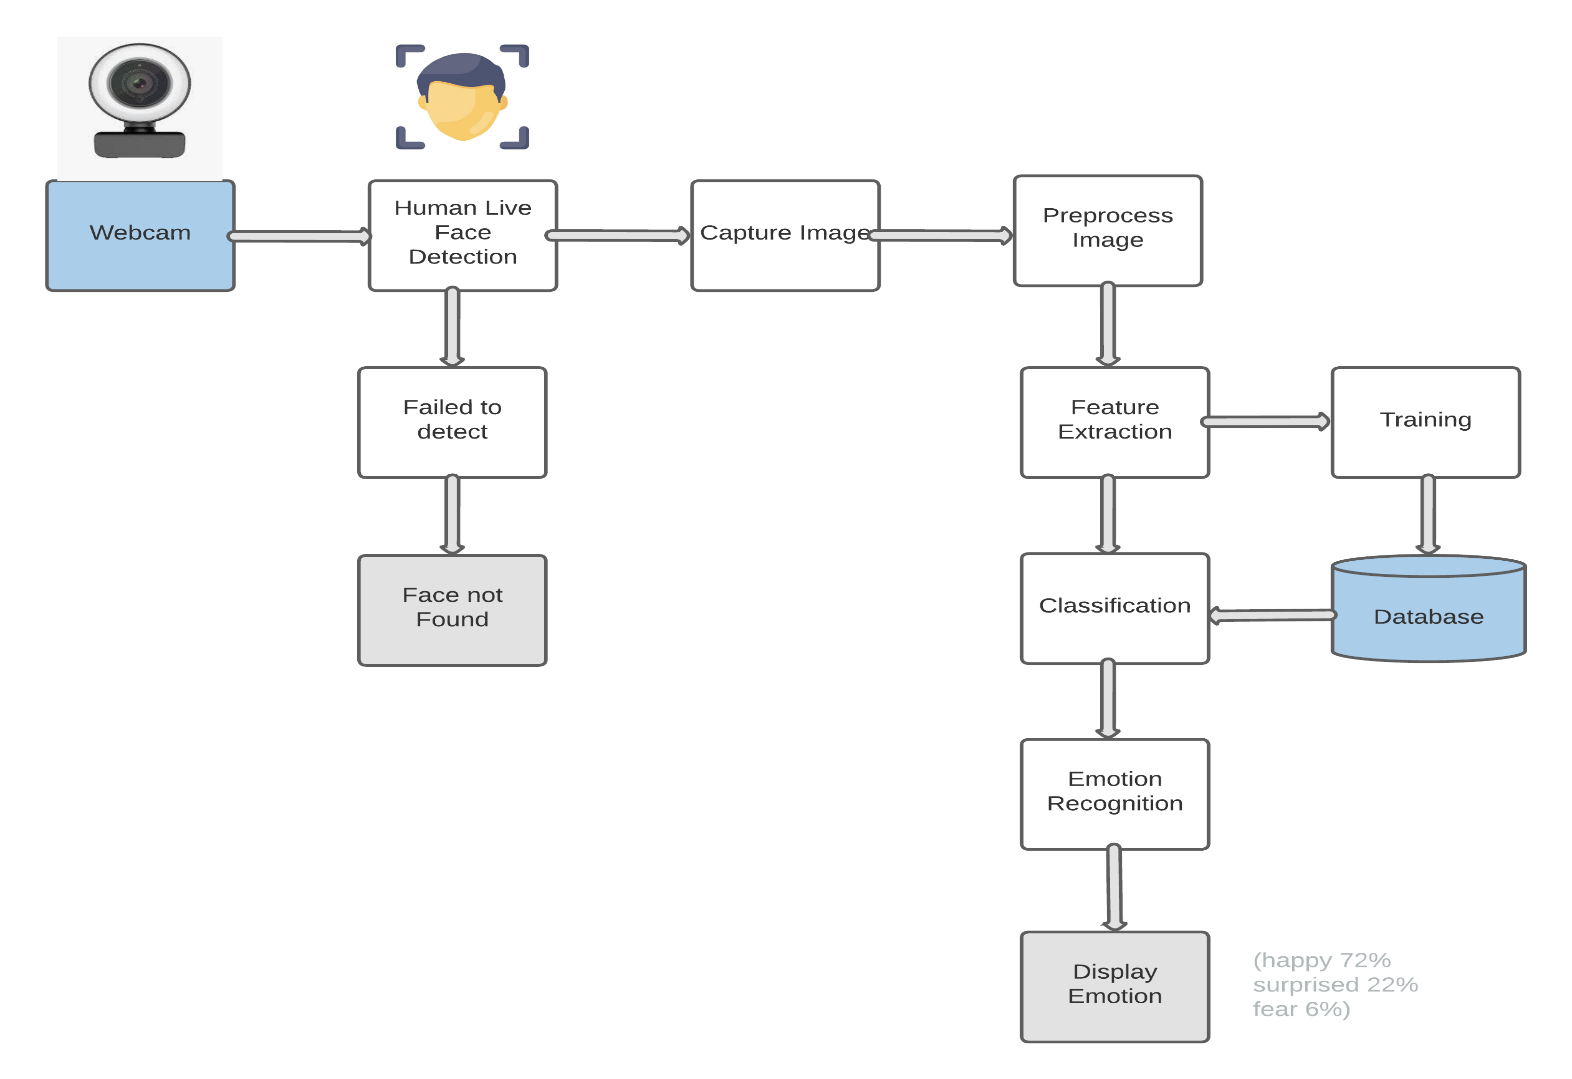 Webcam
Human Live
Face
Detection
Capture Image
Preprocess
Image
Failed to
detect
Feature
Extraction
Training
Face not
Found
Classification
Database
Emotion
Recognition
Display
Emotion
(happy 72%
surprised 22%
fear 6%)